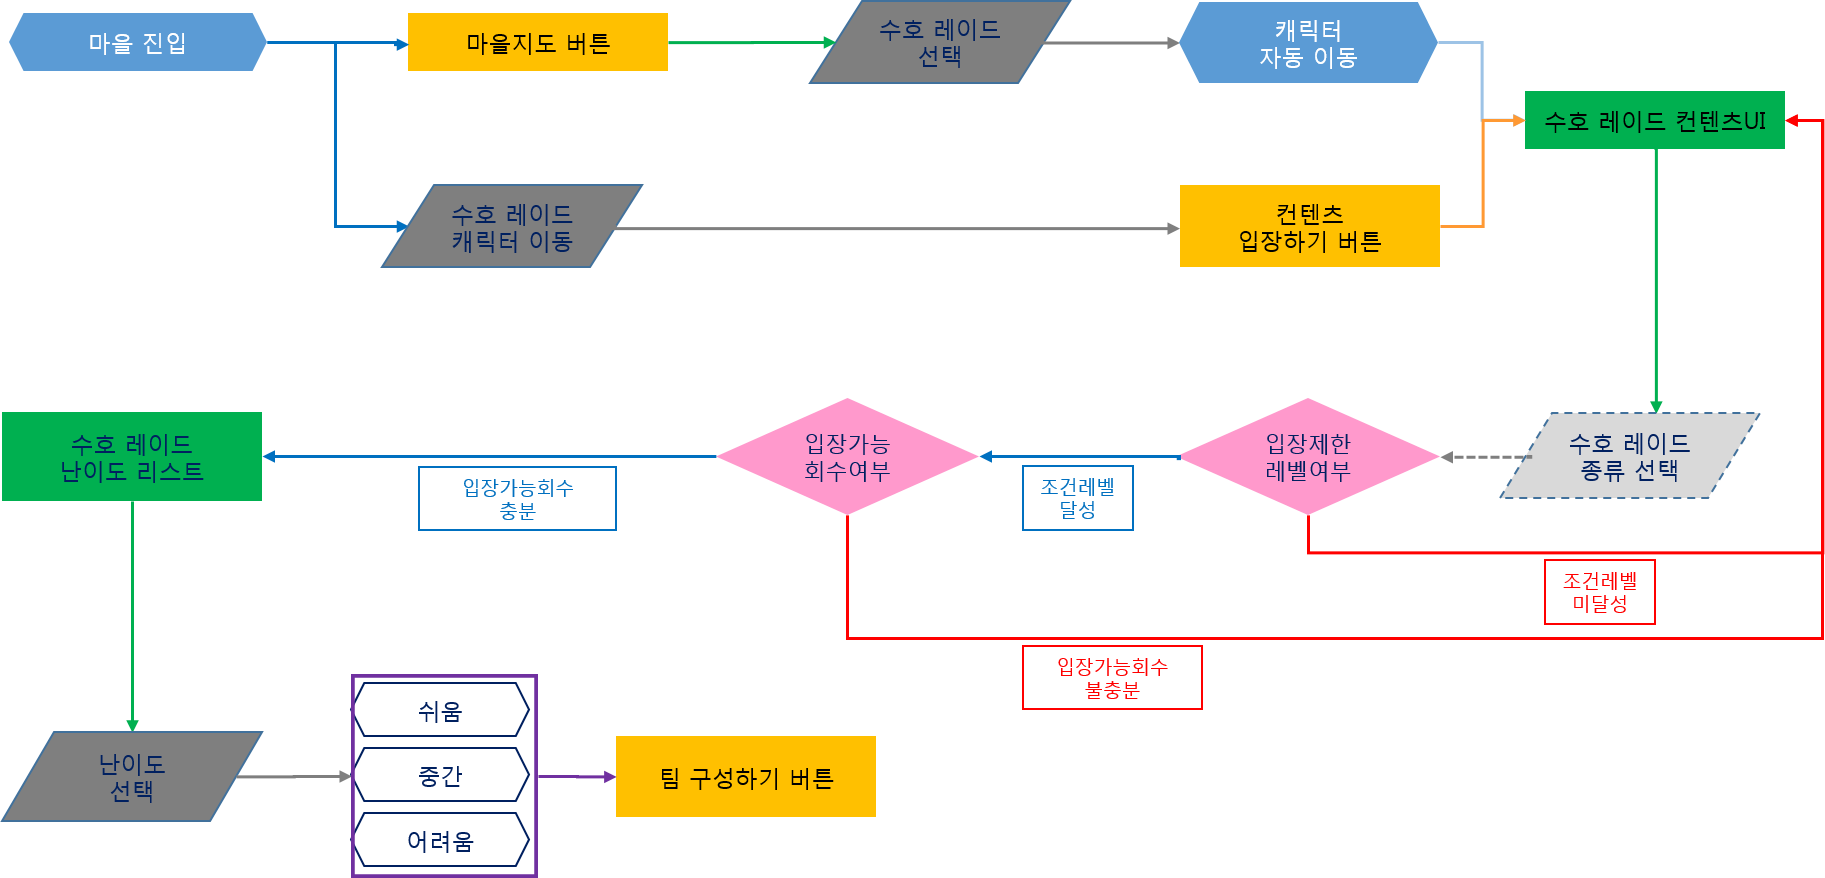 마을 진입
마을지도 버튼
수호 레이드
선택
캐릭터
자동 이동
수호 레이드 컨텐츠UI
수호 레이드
캐릭터 이동
컨텐츠
입장하기 버튼
수호 레이드
난이도 리스트
입장가능회수
충분
입장가능
회수여부
조건레벨
달성
입장제한
레벨여부
수호 레이드
종류 선택
조건레벨
미달성
입장가능회수
불충분
난이도
선택
쉬움
중간
어려움
팀 구성하기 버튼